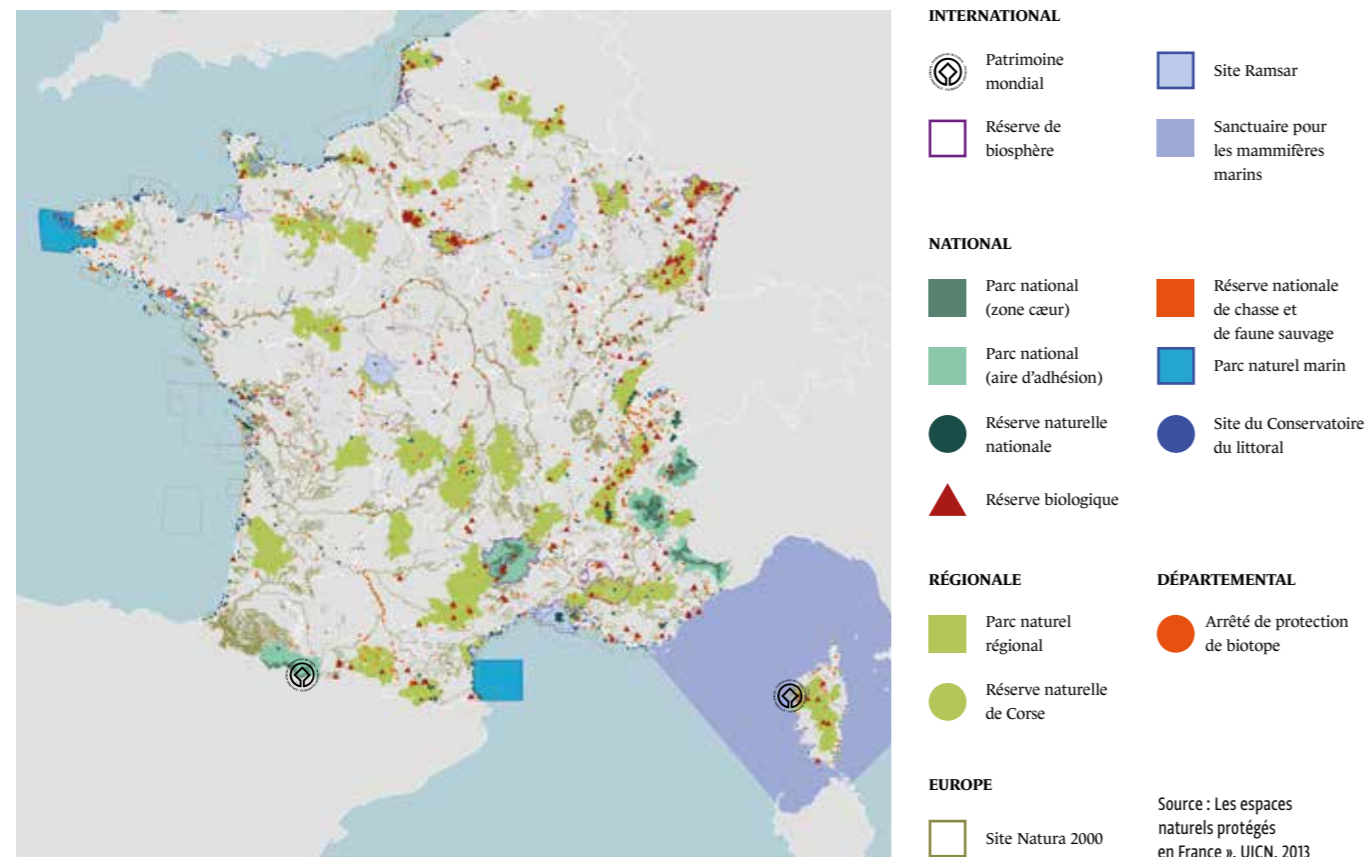 INTERNATIONAL
Patrimoine
mondial
Site Ramsar
Réserve de
biosphère
Sanctuaire pour
les mammifères
marins
NATIONAL
Parc national
(zone cæur)
Réserve nationale
de chasse et
de faune sauvage
Parc national
(aire d'adhésion)
Parc naturel marin
Réserve naturelle
nationale
Site du Conservatoire
du littoral
Réserve biologique
RÉGIONALE
Parc naturel
régional
Réserve naturelle
de Corse
DÉPARTEMENTAL
Arrêté de protection
de biotope
EUROPE
Site Natura 2000
Source : Les espaces
naturels protégés
en France », UICN, 2013